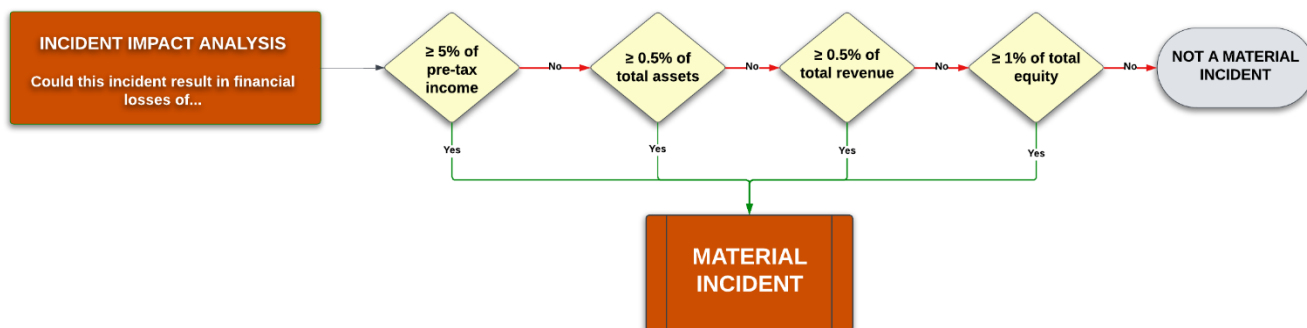 INCIDENT IMPACT ANALYSIS
Could this incident result in financial
losses of...
≥ 5% of
pre-tax
income
No
≥ 0.5% of
total assets
No
≥ 0.5% of
total revenue
No
≥ 1% of total
equity
No
NOT A MATERIAL
INCIDENT
Yes
Yes
Yes
Yes
MATERIAL
INCIDENT